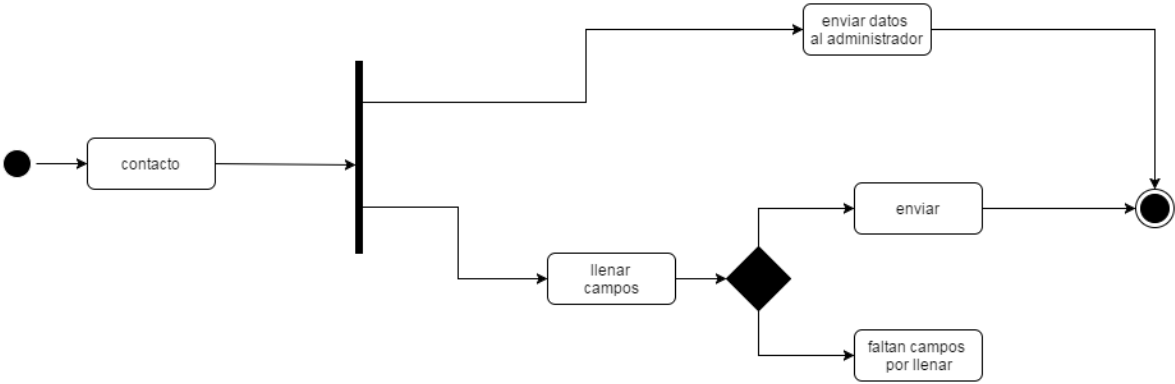 enviar datos
al administrador
contacto
enviar
llenar
campos
faltan campos
por llenar